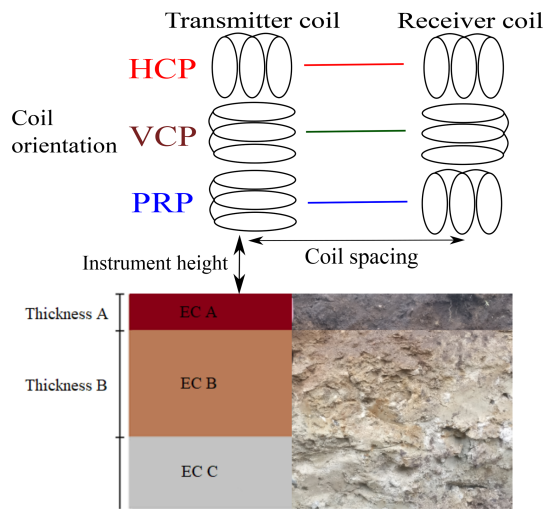 Transmitter coil
Receiver coil
HCP
Coil
orientation
VCP
PRP
Instrument height
Coil spacing
Thickness A
EC A
Thickness B
EC B
EC C